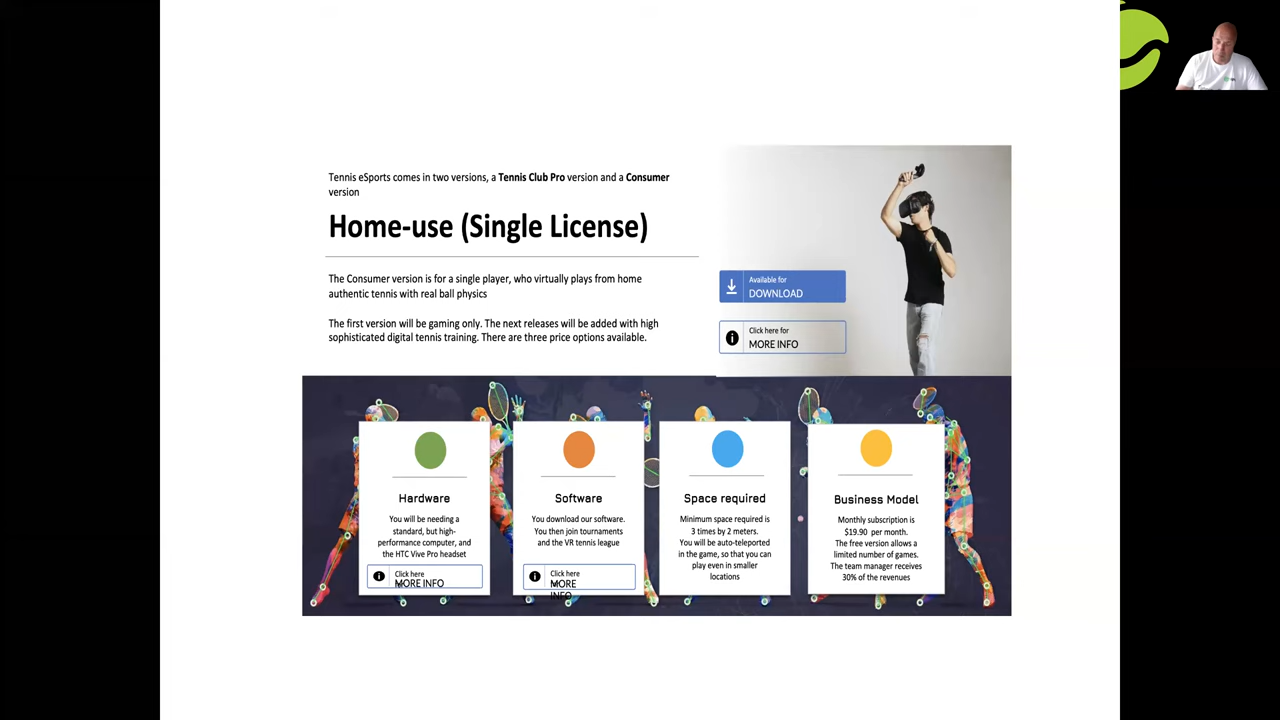 Tennis eSports comes in two versions, a Tennis Club Pro version and a Consumer
version
Home-use (Single License)
The Consumer version is for a single player, who virtually plays from home
authentic tennis with real ball physics
The first version will be gaming only. The next releases will be added with high
sophisticated digital tennis training. There are three price options available.
Available for
DOWNLOAD
Click here for
MORE INFO
Hardware
You will be needing a
standard, but high-
performance computer, and
the HTC Vive Pro headset
Click here
MORE INFO
Software
You download our software.
You then join tournaments
and the VR tennis league
Click here
MORE
INFO
Space required
Minimum space required is
3 times by 2 meters.
You will be auto-teleported
in the game, so that you can
play even in smaller
locations
Business Model
Monthly subscription is
$19.90 per month.
The free version allows a
limited number of games.
The team manager receives
30% of the revenues